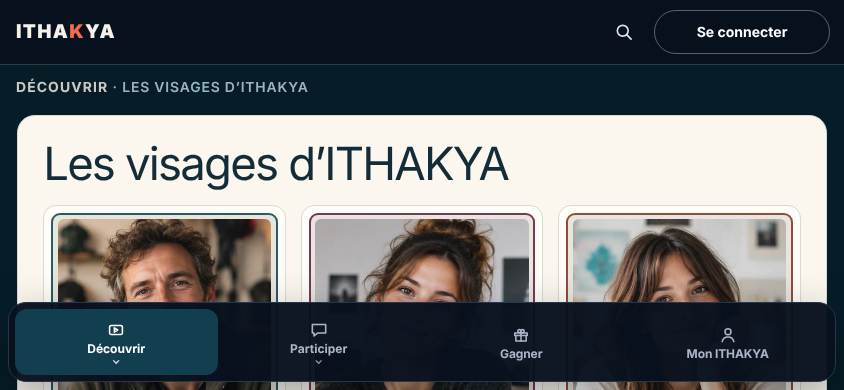 ITHAKYA
Se connecter
DÉCOUVRIR · LES VISAGES D’ITHAKYA
Les visages d’ITHAKYA
Découvrir
Participer
Gagner
Mon ITHAKYA